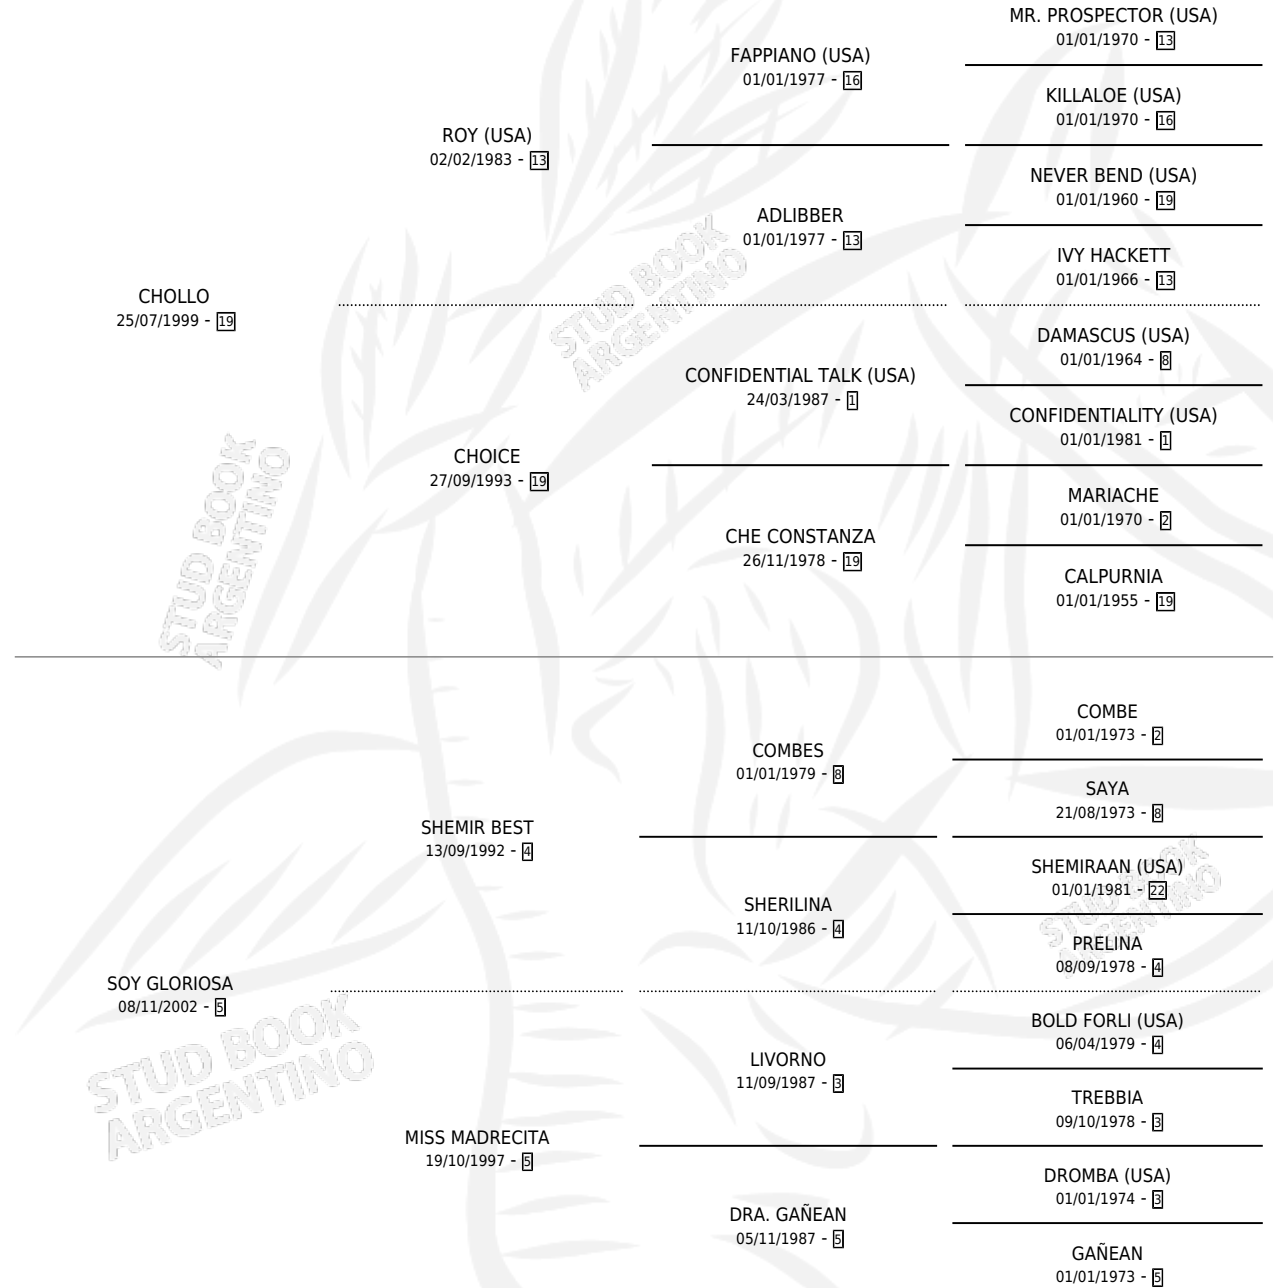 MR. PROSPECTOR (USA)
01/01/1970 - 13
FAPPIANO (USA)
01/01/1977 - 16
KILLALOE (USA)
01/01/1970 - 16
ROY (USA)
02/02/1983 - 13
NEVER BEND (USA)
01/01/1960 - 19
ADLIBBER
01/01/1977 - 13
IVY HACKETT
01/01/1966 - 13
CHOLLO
25/07/1999 - 19
STUD BOOK
ARGENTINO
DAMASCUS (USA)
01/01/1964 - 8
CONFIDENTIAL TALK (USA)
24/03/1987 - 1
CONFIDENTIALITY (USA)
01/01/1981 - 1
CHOICE
27/09/1993 - 19
MARIACHE
01/01/1970 - 2
CHE CONSTANZA
26/11/1978 - 19
CALPURNIA
01/01/1955 - 19
STUD BOOK
ARGENTINO
COMBE
01/01/1973 - 2
COMBES
01/01/1979 - 8
SAYA
21/08/1973 - 8
SHEMIR BEST
13/09/1992 - 4
SHEMIRAAN (USA)
01/01/1981 - 22
SHERILINA
11/10/1986 - 4
STUD BOOK
ARGENTINO
PRELINA
08/09/1978 - 4
SOY GLORIOSA
08/11/2002 - 5
BOLD FORLI (USA)
06/04/1979 - 4
LIVORNO
11/09/1987 - 3
STUD BOOK
ARGENTINO
TREBBIA
09/10/1978 - 3
MISS MADRECITA
19/10/1997 - 5
DROMBA (USA)
01/01/1974 - 3
DRA. GAÑEAN
05/11/1987 - 5
GAÑEAN
01/01/1973 - 5